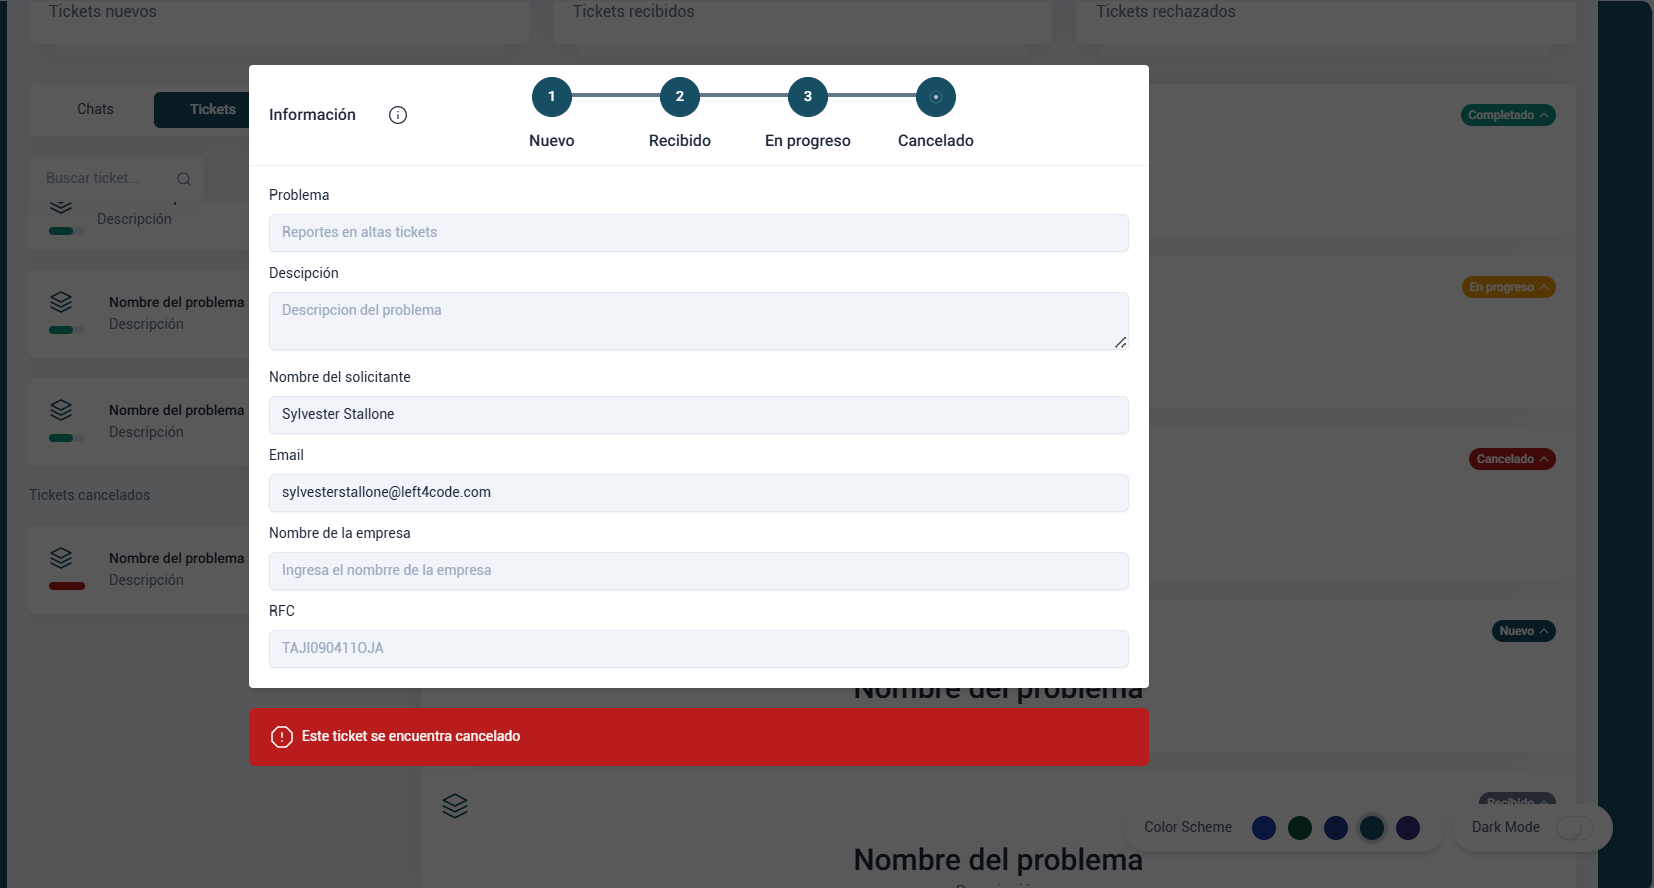 Tickets nuevos
Tickets recibidos
Tickets rechazados
Chats
Tickets
Buscar ticket...
Descripción
Nombre del problema
Descripción
Nombre del problema
Descripción
Tickets cancelados
Nombre del problema
Descripción
Información
1
2
3
Nuevo
Recibido
En progreso
Cancelado
Problema
Reportes en altas tickets
Descipción
Descripcion del problema
Nombre del solicitante
Sylvester Stallone
Email
sylvesterstallone@left4code.com
Nombre de la empresa
Ingresa el nombrre de la empresa
RFC
TAJI090411OJA
Este ticket se encuentra cancelado
Completado
En progreso
Cancelado
Nuevo
Nombre del problema
Recibido
Nombre del problema
Color Scheme
Dark Mode